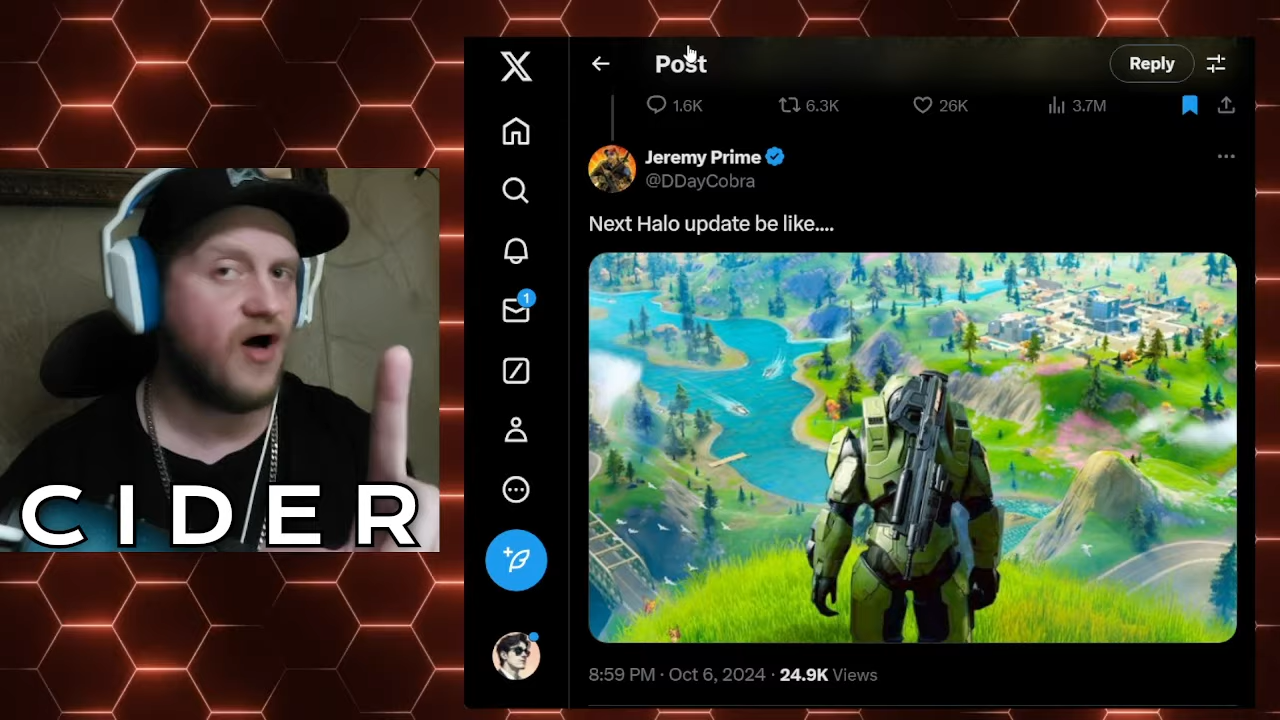 Post
Reply
1.6K 6.3K 26K 3.7M
Jeremy Prime
@DDayCobra
Next Halo update be like....
1
8:59 PM · Oct 6, 2024 · 24.9K Views
CIDER